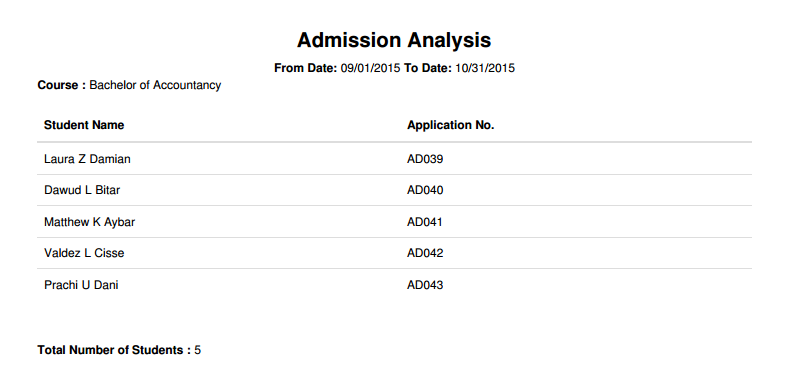 Admission Analysis
From Date: 09/01/2015 To Date: 10/31/2015
Course : Bachelor of Accountancy
Student Name Application No.
Laura Z Damian AD039
Dawud L Bitar AD040
Matthew K Aybar AD041
Valdez L Cisse AD042
Prachi U Dani AD043
Total Number of Students : 5